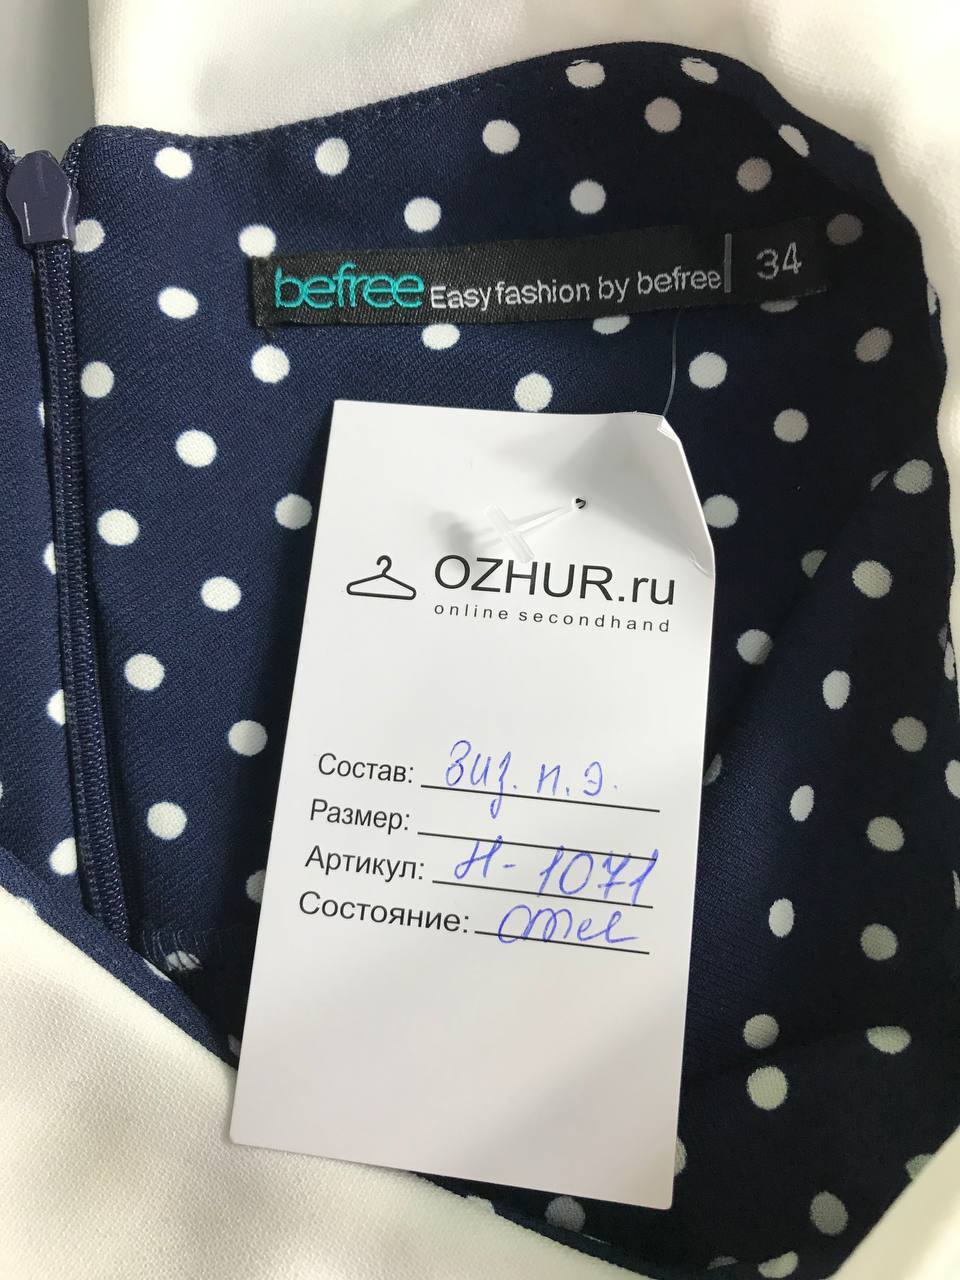 befree Easy fashion by befree | 34
OZHUR.ru
online secondhand
Состав: виз. п.э.
Размер:
Артикул: Н-1071
Состояние: отл